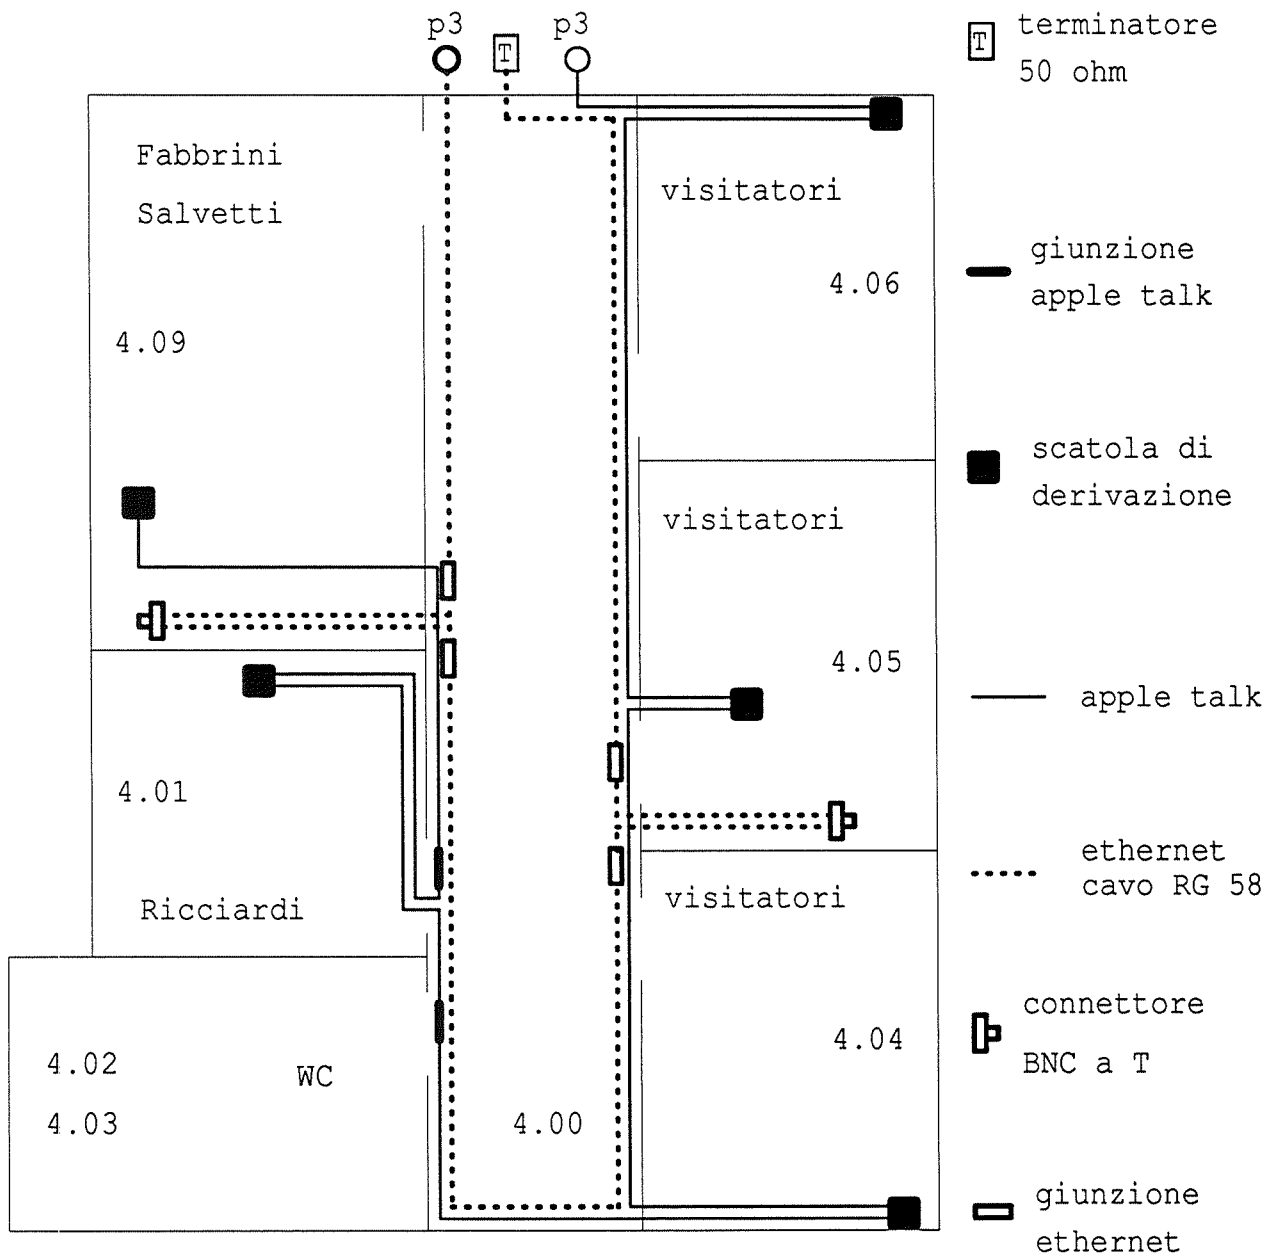 p3
T
p3
Fabbrini
Salvetti
4.09
4.01
Ricciardi
4.02
4.03
WC
4.00
visitatori
4.06
visitatori
4.05
visitatori
4.04
T
terminatore
50 ohm
giunzione
apple talk
scatola di
derivazione
apple talk
ethernet
cavo RG 58
connettore
BNC a T
giunzione
ethernet